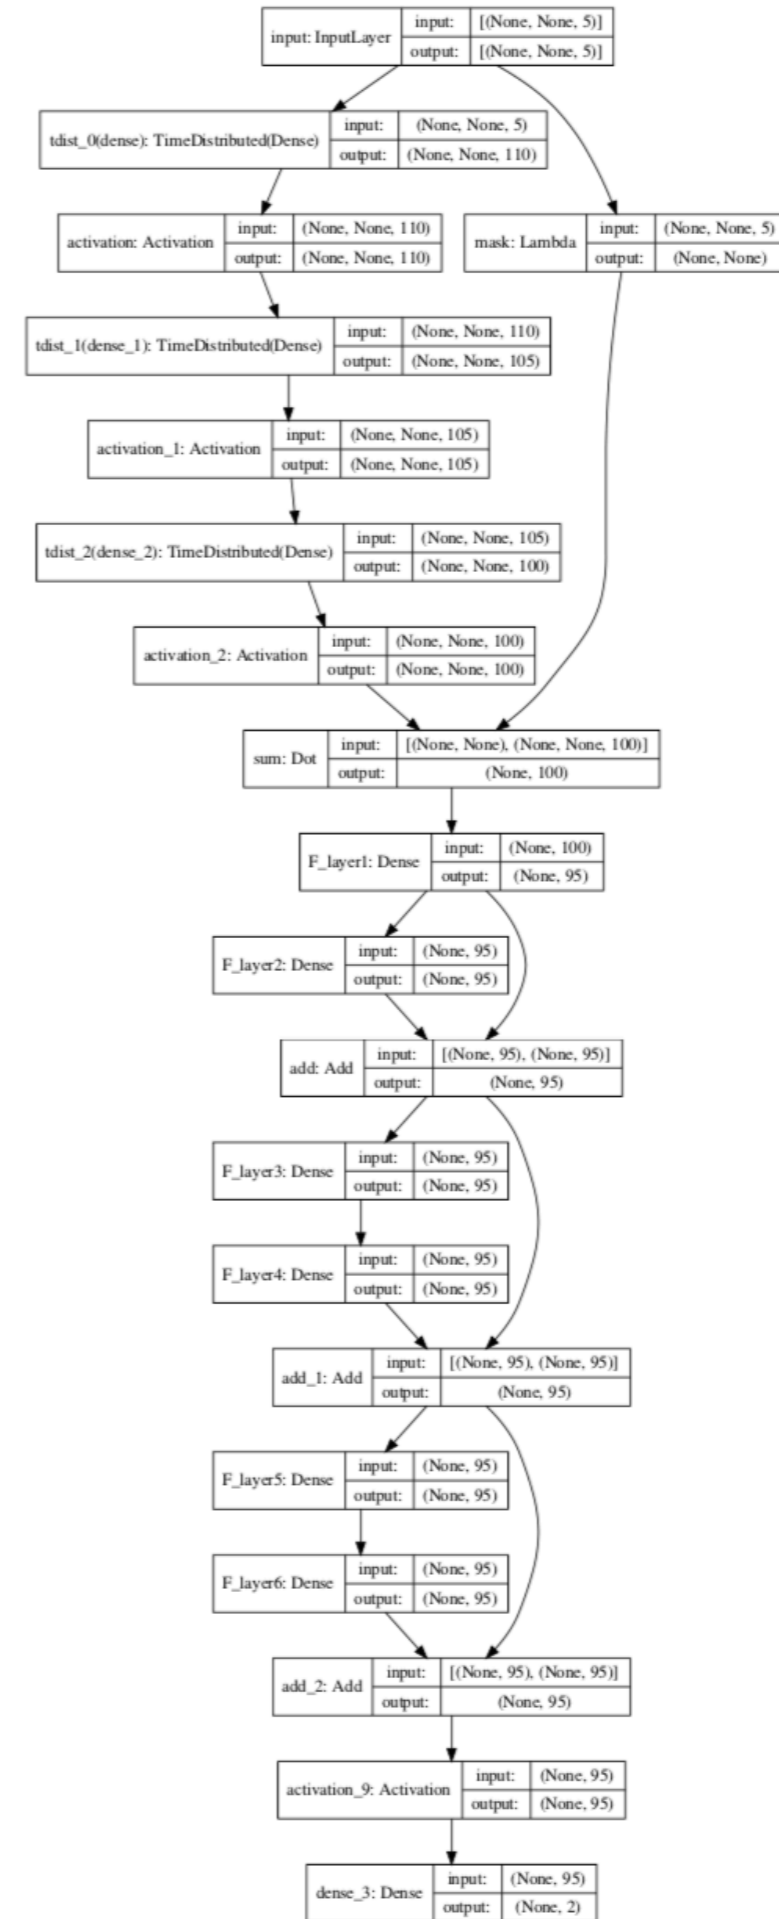 input: InputLayer
input: [(None, None, 5)]
output: [(None, None, 5)]
tdist_0(dense): TimeDistributed(Dense)
input: (None, None, 5)
output: (None, None, 110)
activation: Activation
input: (None, None, 110)
output: (None, None, 110)
mask: Lambda
input: (None, None, 5)
output: (None, None)
tdist_1(dense_1): TimeDistributed(Dense)
input: (None, None, 110)
output: (None, None, 105)
activation_1: Activation
input: (None, None, 105)
output: (None, None, 105)
tdist_2(dense_2): TimeDistributed(Dense)
input: (None, None, 105)
output: (None, None, 100)
activation_2: Activation
input: (None, None, 100)
output: (None, None, 100)
sum: Dot
input: [(None, None), (None, None, 100)]
output: (None, 100)
F_layer1: Dense
input: (None, 100)
output: (None, 95)
F_layer2: Dense
input: (None, 95)
output: (None, 95)
add: Add
input: [(None, 95), (None, 95)]
output: (None, 95)
F_layer3: Dense
input: (None, 95)
output: (None, 95)
F_layer4: Dense
input: (None, 95)
output: (None, 95)
add_1: Add
input: [(None, 95), (None, 95)]
output: (None, 95)
F_layer5: Dense
input: (None, 95)
output: (None, 95)
F_layer6: Dense
input: (None, 95)
output: (None, 95)
add_2: Add
input: [(None, 95), (None, 95)]
output: (None, 95)
activation_9: Activation
input: (None, 95)
output: (None, 95)
dense_3: Dense
input: (None, 95)
output: (None, 2)